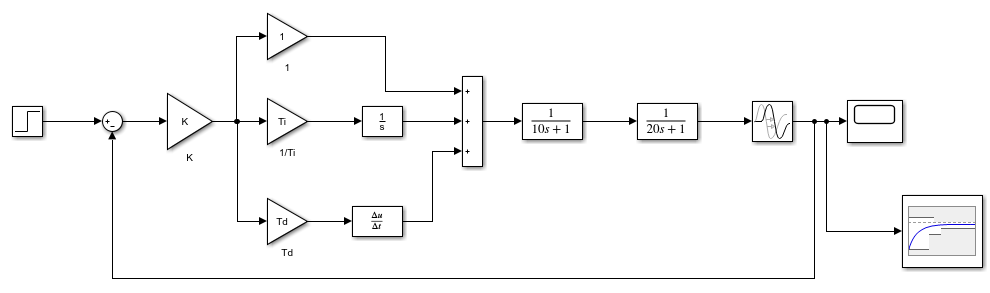 1
1
K
K
Ti
1/Ti
1
s
Td
Td
Δu
Δt
+
+
+
+
−
1
10s + 1
1
20s + 1